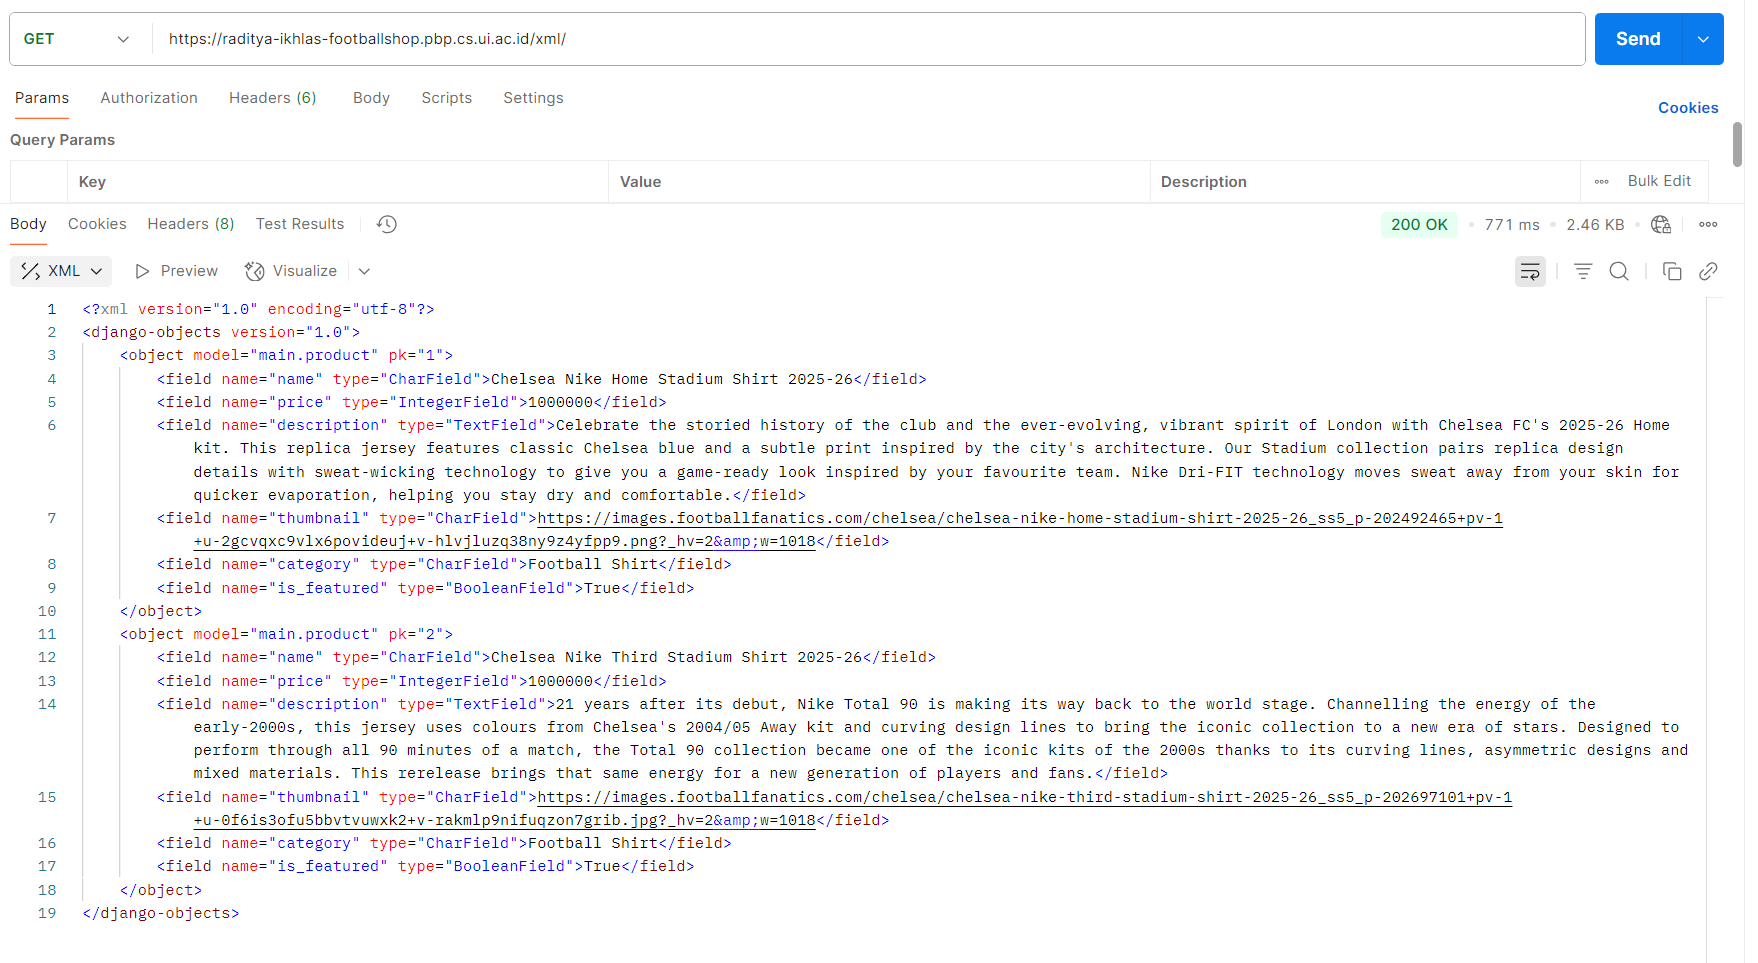 GET
https://raditya-ikhlas-footballshop.pbp.cs.ui.ac.id/xml/
Send
Params Authorization Headers (6) Body Scripts Settings
Cookies
Query Params
Key Value Description Bulk Edit
Body Cookies Headers (8) Test Results 200 OK 771 ms 2.46 KB
XML Preview Visualize
1 <?xml version="1.0" encoding="utf-8"?>
2 <django-objects version="1.0">
3 <object model="main.product" pk="1">
4 <field name="name" type="CharField">Chelsea Nike Home Stadium Shirt 2025-26</field>
5 <field name="price" type="IntegerField">1000000</field>
6 <field name="description" type="TextField">Celebrate the storied history of the club and the ever-evolving, vibrant spirit of London with Chelsea FC's 2025-26 Home
kit. This replica jersey features classic Chelsea blue and a subtle print inspired by the city's architecture. Our Stadium collection pairs replica design
details with sweat-wicking technology to give you a game-ready look inspired by your favourite team. Nike Dri-FIT technology moves sweat away from your skin for
quicker evaporation, helping you stay dry and comfortable.</field>
7 <field name="thumbnail" type="CharField">https://images.footballfanatics.com/chelsea/chelsea-nike-home-stadium-shirt-2025-26_ss5_p-202492465+pv-1
+u-2gcvqxc9vlx6povideuj+v-hlvjluzq38ny9z4yfpp9.png?_hv=2&amp;w=1018</field>
8 <field name="category" type="CharField">Football Shirt</field>
9 <field name="is_featured" type="BooleanField">True</field>
10 </object>
11 <object model="main.product" pk="2">
12 <field name="name" type="CharField">Chelsea Nike Third Stadium Shirt 2025-26</field>
13 <field name="price" type="IntegerField">1000000</field>
14 <field name="description" type="TextField">21 years after its debut, Nike Total 90 is making its way back to the world stage. Channelling the energy of the
early-2000s, this jersey uses colours from Chelsea's 2004/05 Away kit and curving design lines to bring the iconic collection to a new era of stars. Designed to
perform through all 90 minutes of a match, the Total 90 collection became one of the iconic kits of the 2000s thanks to its curving lines, asymmetric designs and
mixed materials. This rerelease brings that same energy for a new generation of players and fans.</field>
15 <field name="thumbnail" type="CharField">https://images.footballfanatics.com/chelsea/chelsea-nike-third-stadium-shirt-2025-26_ss5_p-202697101+pv-1
+u-0f6is3ofu5bbvtvuwxk2+v-rakmlp9nifuqzon7grib.jpg?_hv=2&amp;w=1018</field>
16 <field name="category" type="CharField">Football Shirt</field>
17 <field name="is_featured" type="BooleanField">True</field>
18 </object>
19 </django-objects>